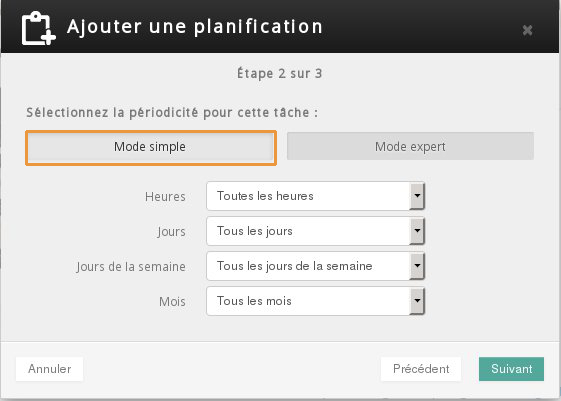 Ajouter une planification
Étape 2 sur 3
Sélectionnez la périodicité pour cette tâche :
Mode simple
Mode expert
Heures
Toutes les heures
Jours
Tous les jours
Jours de la semaine
Tous les jours de la semaine
Mois
Tous les mois
Annuler
Précédent
Suivant